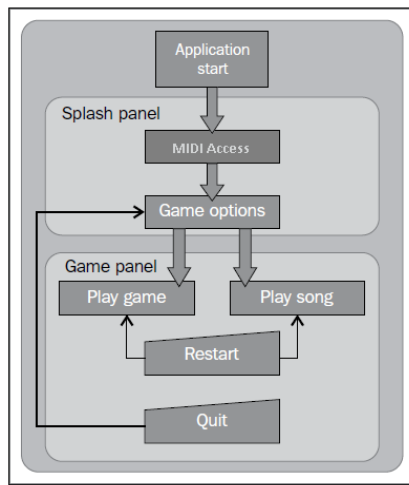 Application
start
Splash panel
MIDI Access
Game options
Game panel
Play game
Play song
Restart
Quit